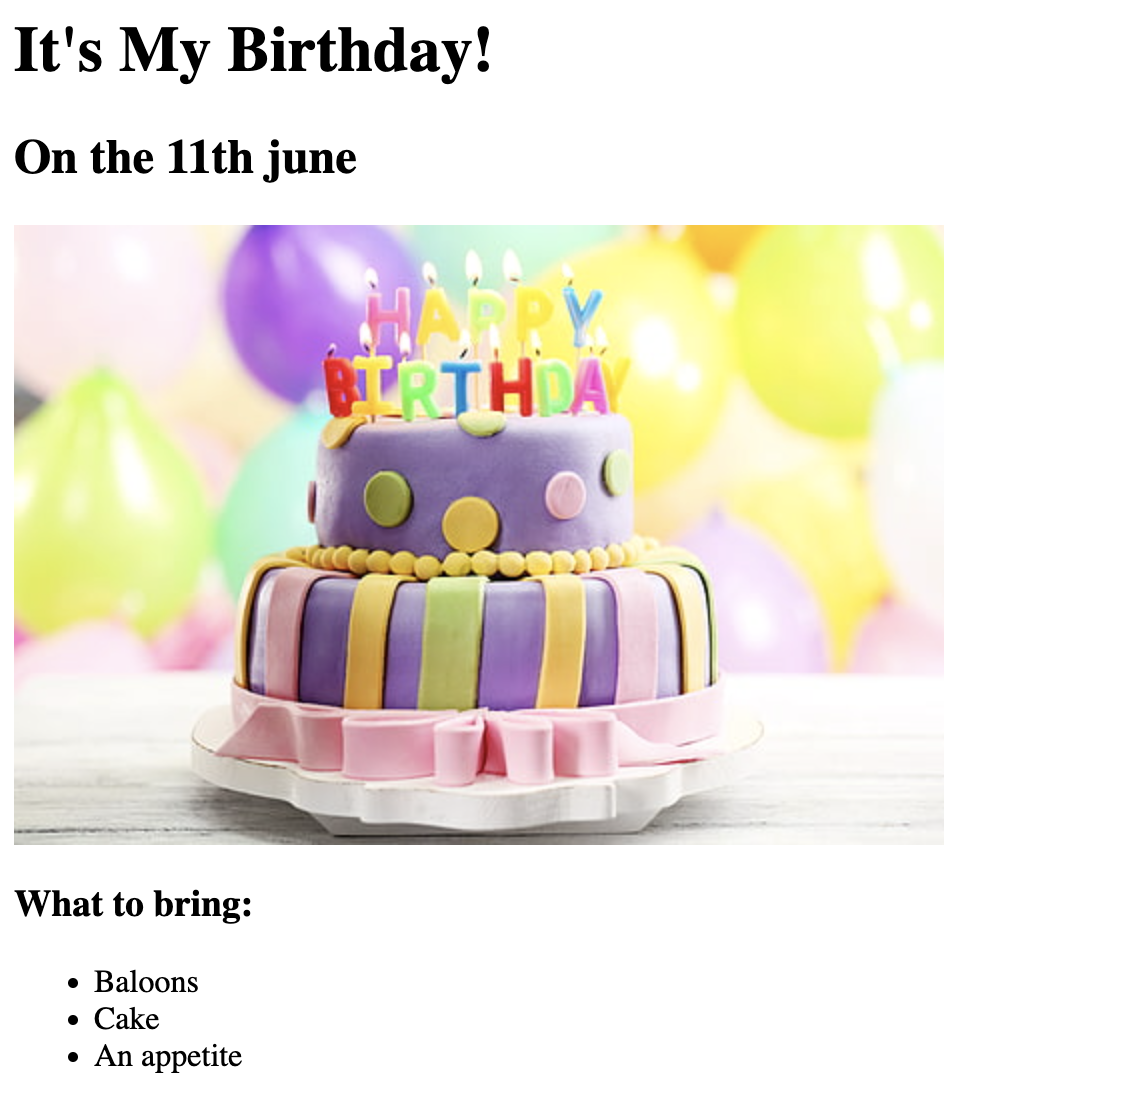 It's My Birthday!
On the 11th june
HAPPY
BIRTHDAY
What to bring:
Baloons
Cake
An appetite